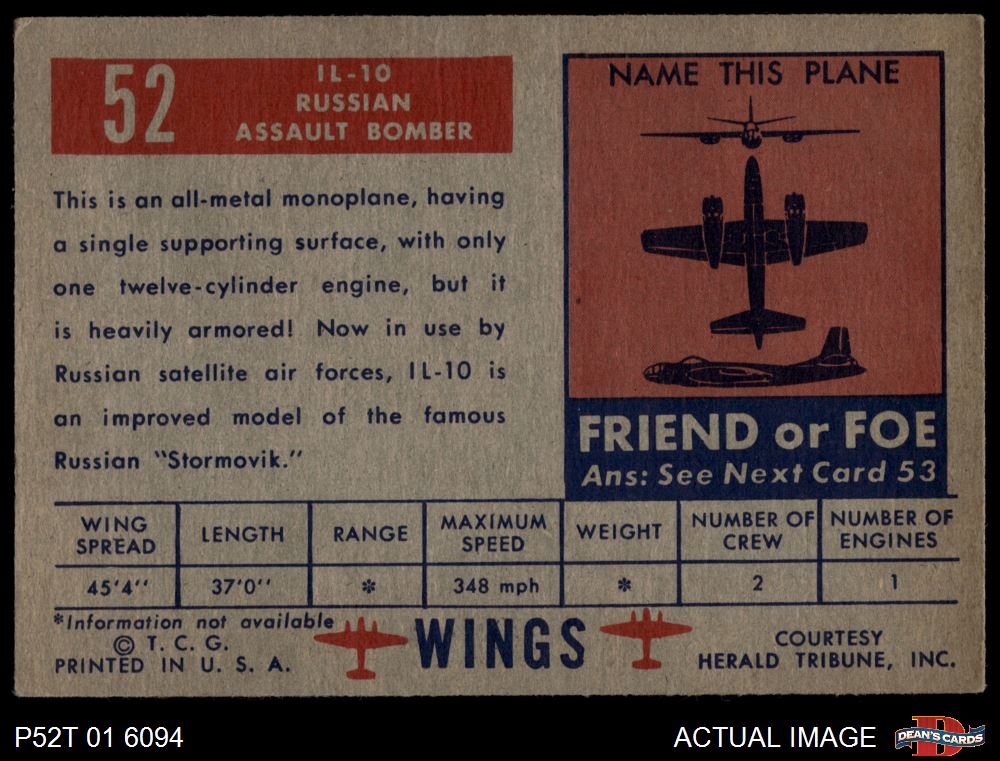 52
IL-10
RUSSIAN
ASSAULT BOMBER
This is an all-metal monoplane, having
a single supporting surface, with only
one twelve-cylinder engine, but it
is heavily armored! Now in use by
Russian satellite air forces, IL-10 is
an improved model of the famous
Russian "Stormovik."
NAME THIS PLANE
FRIEND or FOE
Ans: See Next Card 53
WING SPREAD
LENGTH
RANGE
MAXIMUM SPEED
WEIGHT
NUMBER OF CREW
NUMBER OF ENGINES
45'4''
37'0''
*
348 mph
*
2
1
*Information not available
© T. C. G.
PRINTED IN U. S. A.
WINGS
COURTESY
HERALD TRIBUNE, INC.
P52T 01 6094
ACTUAL IMAGE
D
DEAN'S CARDS